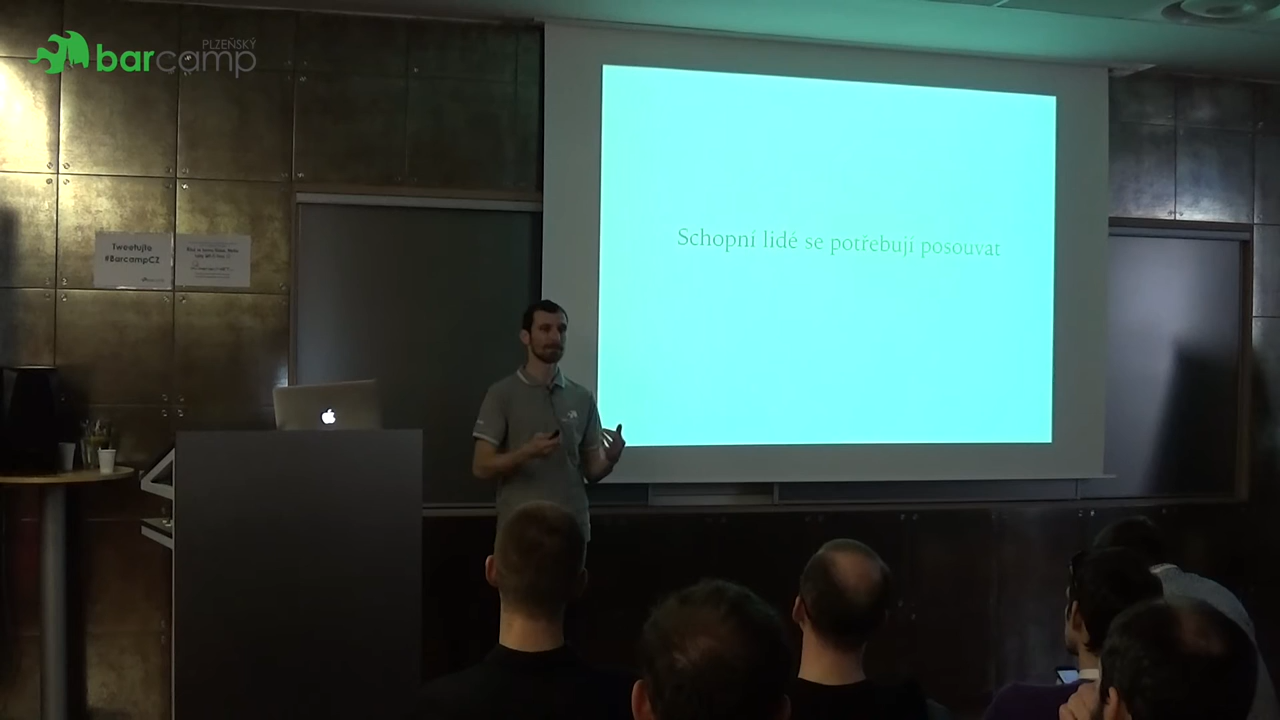 PLZEŇSKÝ
barcamp
Schopní lidé se potřebují posouvat
Tweetujte
#BarcampCZ